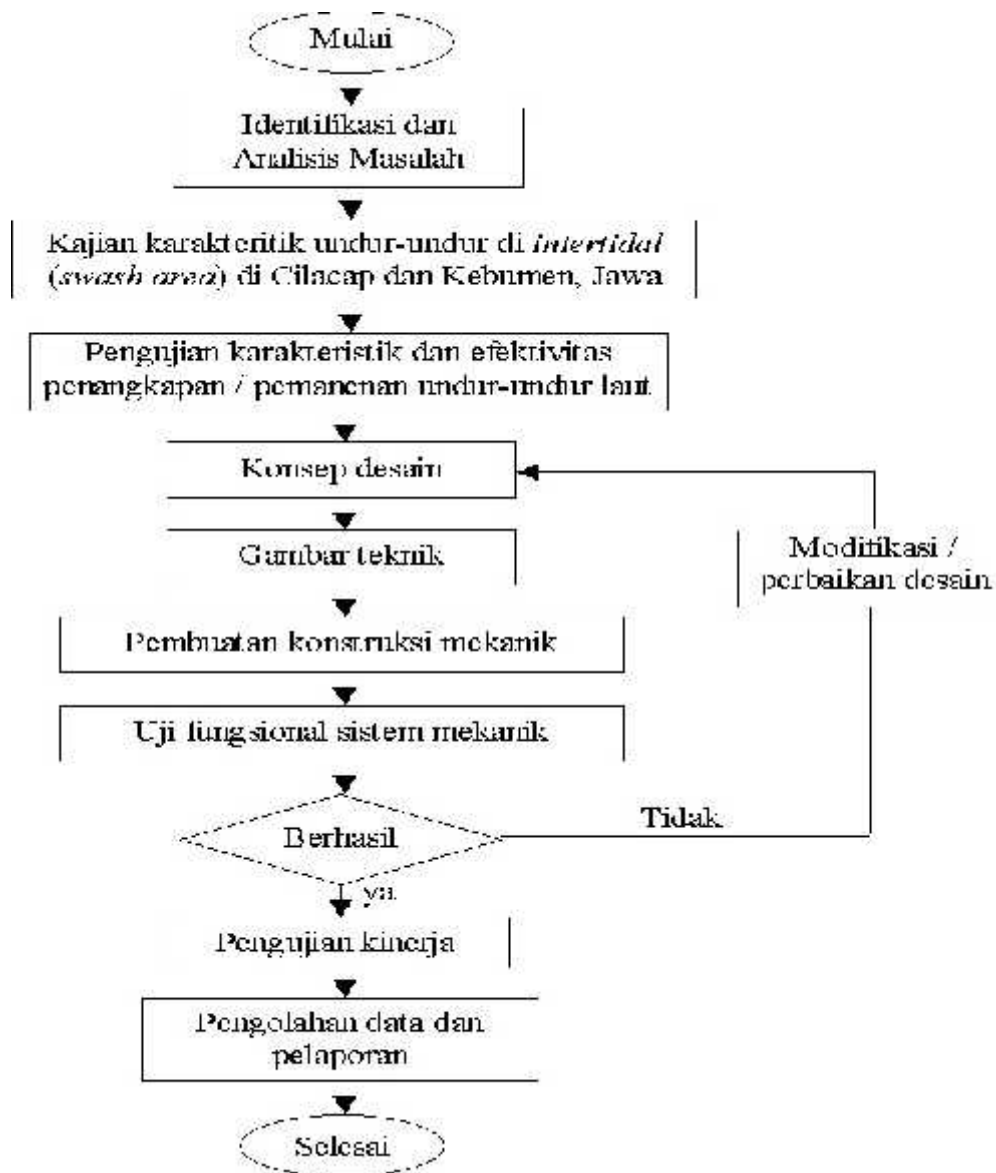 Mulai
Identifikasi dan
Analisis Masalah
Kajian karakteritik undur-undur di intertidal
(swash area) di Cilacap dan Kebumen, Jawa
Pengujian karakteristik dan efektivitas
penangkapan / pemanenan undur-undur laut
Konsep desain
Gambar teknik
Modifikasi /
perbaikan desain
Pembuatan konstruksi mekanik
Uji fungsional sistem mekanik
Berhasil
Tidak
ya
Pengujian kinerja
Pengolahan data dan
pelaporan
Selesai